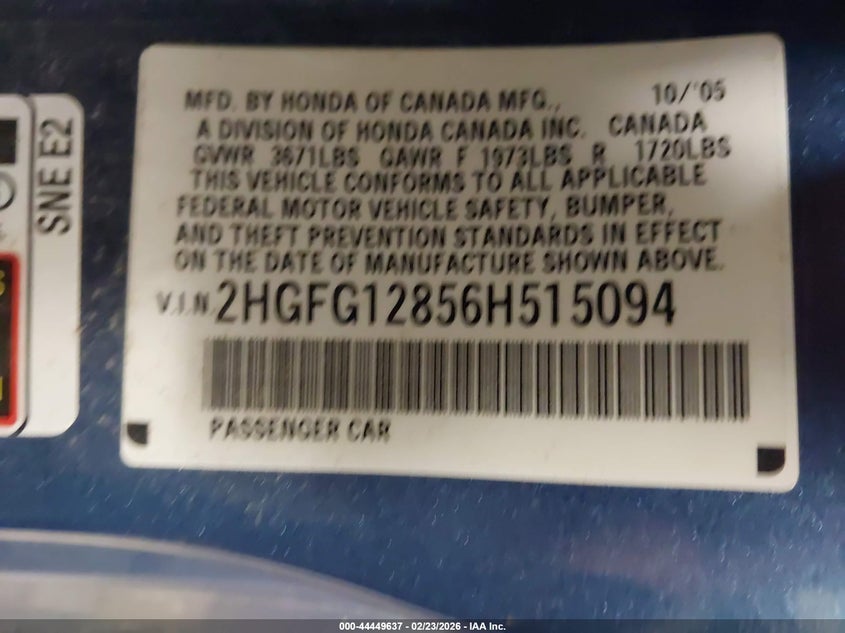 MFD. BY HONDA OF CANADA MFG., 10/'05
A DIVISION OF HONDA CANADA INC. CANADA
GVWR 3671LBS GAWR F 1973LBS R 1720LBS
THIS VEHICLE CONFORMS TO ALL APPLICABLE
FEDERAL MOTOR VEHICLE SAFETY, BUMPER,
AND THEFT PREVENTION STANDARDS IN EFFECT
ON THE DATE OF MANUFACTURE SHOWN ABOVE.
V.I.N. 2HGFG12856H515094
PASSENGER CAR
SNE E2
000-44449637 - 02/23/2026 - IAA Inc.